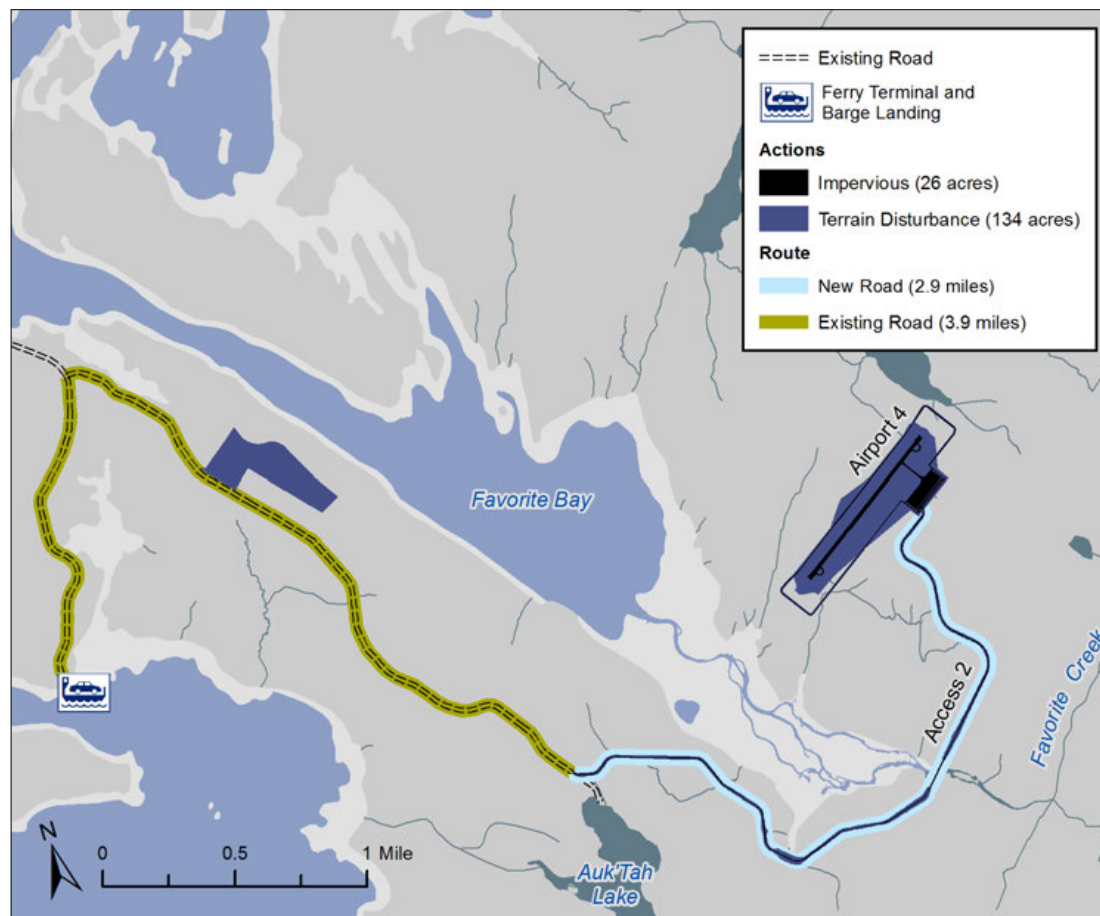 Existing Road
Ferry Terminal and
Barge Landing
Actions
Impervious (26 acres)
Terrain Disturbance (134 acres)
Route
New Road (2.9 miles)
Existing Road (3.9 miles)
Airport 4
Favorite Bay
Access 2
Favorite Creek
N
0 0.5 1 Mile
Auk'Tah
Lake